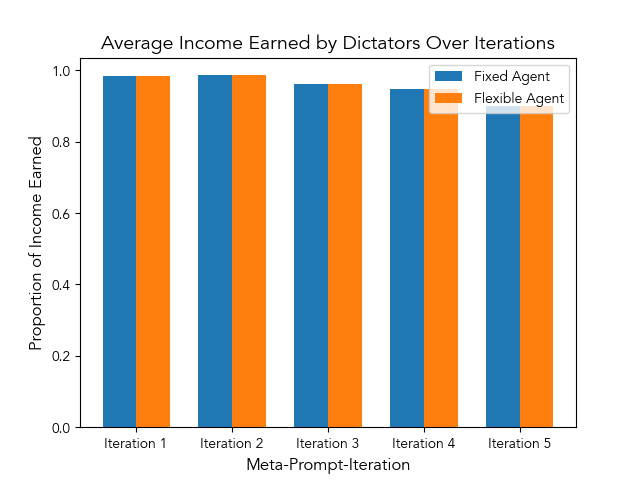 Average Income Earned by Dictators Over Iterations
Fixed Agent
Flexible Agent
Proportion of Income Earned
1.0
0.8
0.6
0.4
0.2
0.0
Iteration 1
Iteration 2
Iteration 3
Iteration 4
Iteration 5
Meta-Prompt-Iteration